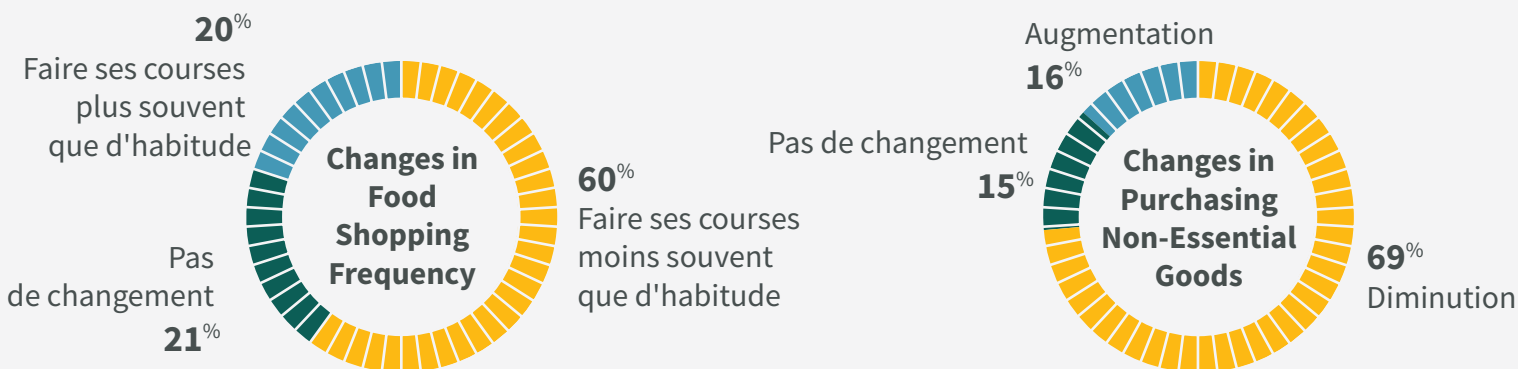 20%
Faire ses courses
plus souvent
que d'habitude
Changes in
Food
Shopping
Frequency
60%
Faire ses courses
moins souvent
que d'habitude
Pas
de changement
21%
Augmentation
16%
Pas de changement
15%
Changes in
Purchasing
Non-Essential
Goods
69%
Diminution